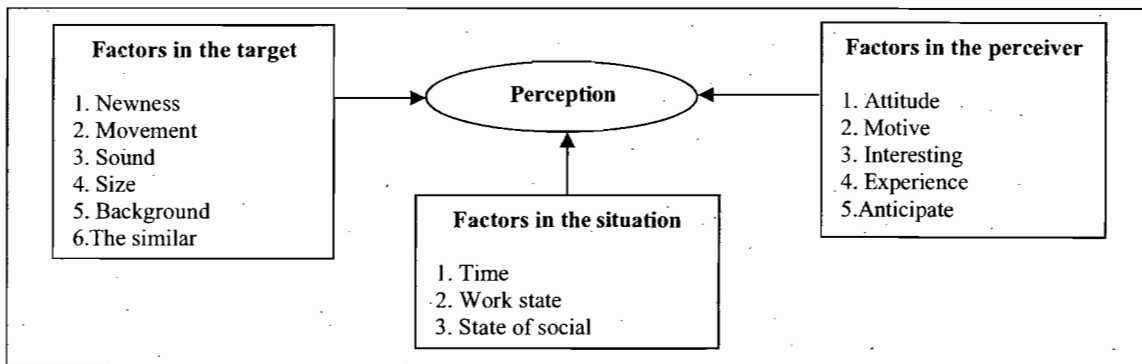 Factors in the target
1. Newness
2. Movement
3. Sound
4. Size
5. Background
6.The similar
Perception
Factors in the perceiver
1. Attitude
2. Motive
3. Interesting
4. Experience
5.Anticipate
Factors in the situation
1. Time
2. Work state
3. State of social